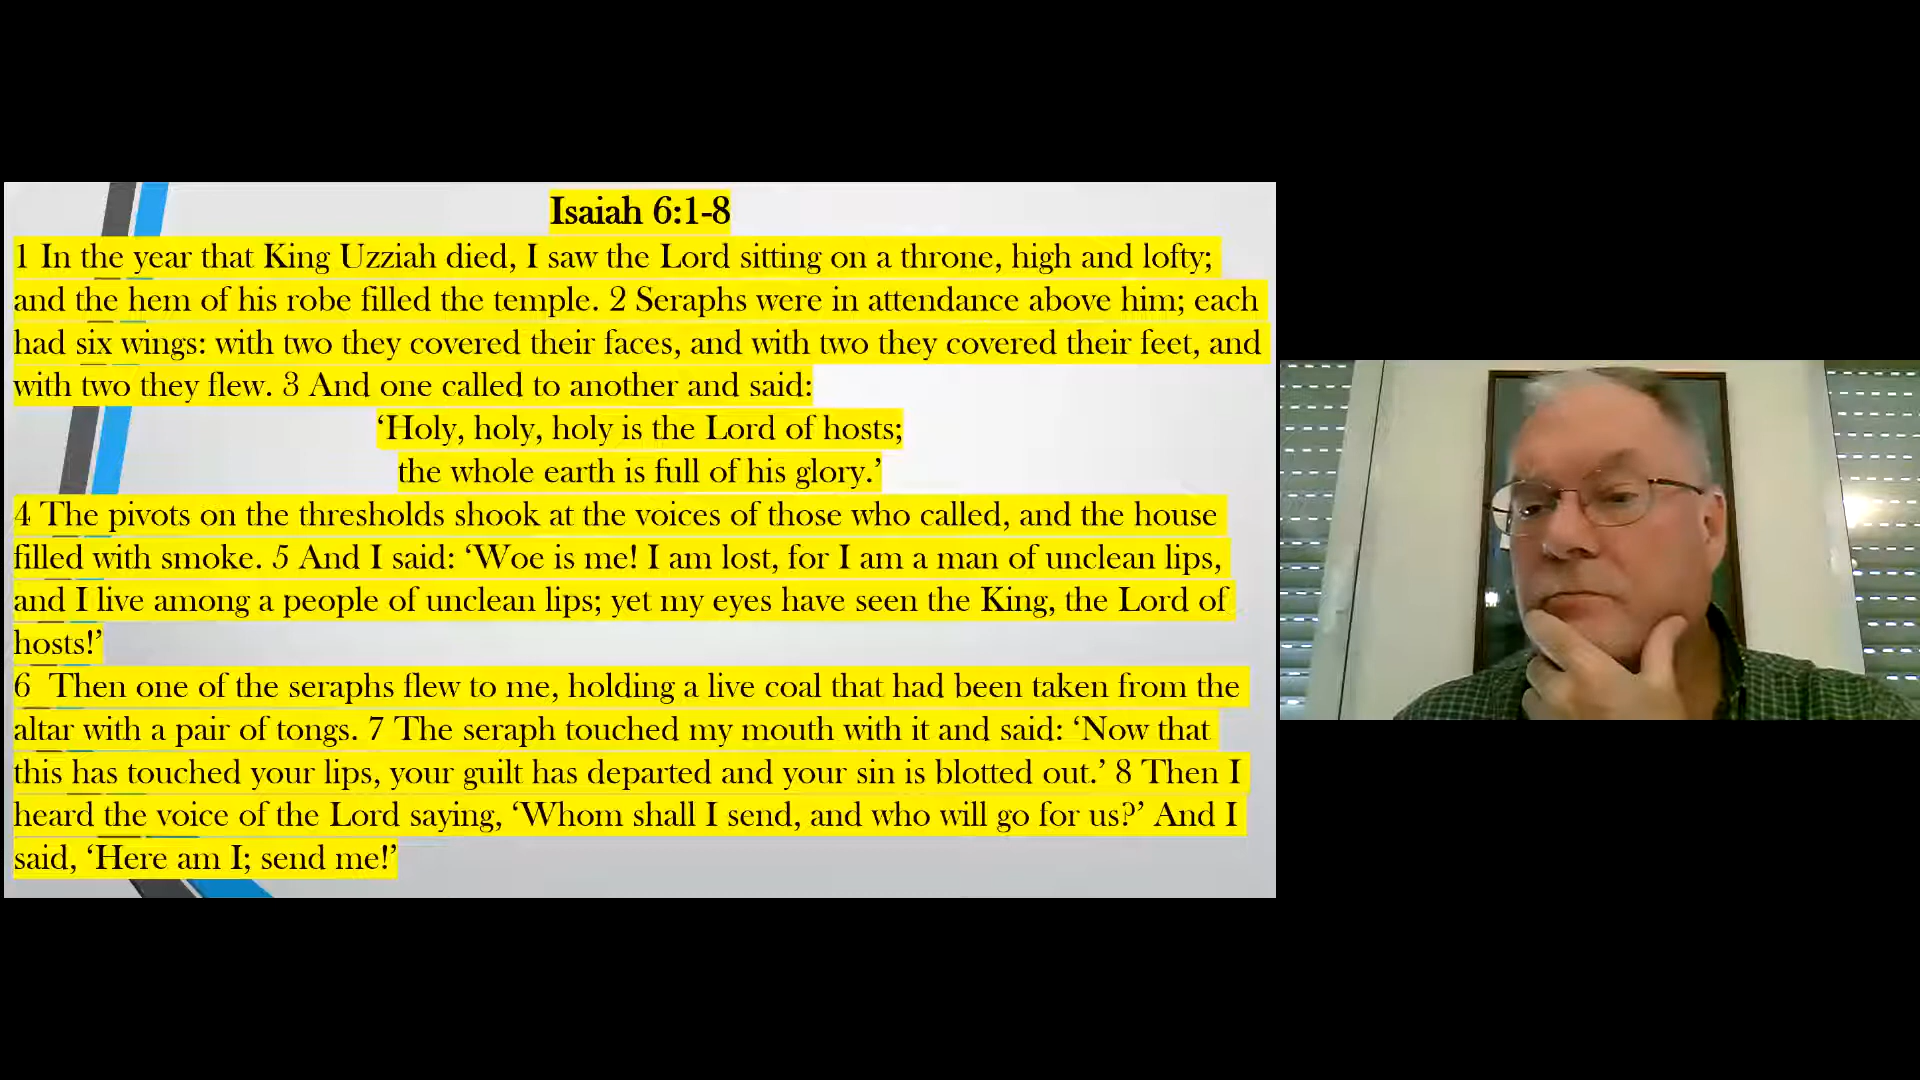 Isaiah 6:1-8
1 In the year that King Uzziah died, I saw the Lord sitting on a throne, high and lofty;
and the hem of his robe filled the temple. 2 Seraphs were in attendance above him; each
had six wings: with two they covered their faces, and with two they covered their feet, and
with two they flew. 3 And one called to another and said:
‘Holy, holy, holy is the Lord of hosts;
the whole earth is full of his glory.’
4 The pivots on the thresholds shook at the voices of those who called, and the house
filled with smoke. 5 And I said: ‘Woe is me! I am lost, for I am a man of unclean lips,
and I live among a people of unclean lips; yet my eyes have seen the King, the Lord of
hosts!’
6 Then one of the seraphs flew to me, holding a live coal that had been taken from the
altar with a pair of tongs. 7 The seraph touched my mouth with it and said: ‘Now that
this has touched your lips, your guilt has departed and your sin is blotted out.’ 8 Then I
heard the voice of the Lord saying, ‘Whom shall I send, and who will go for us?’ And I
said, ‘Here am I; send me!’